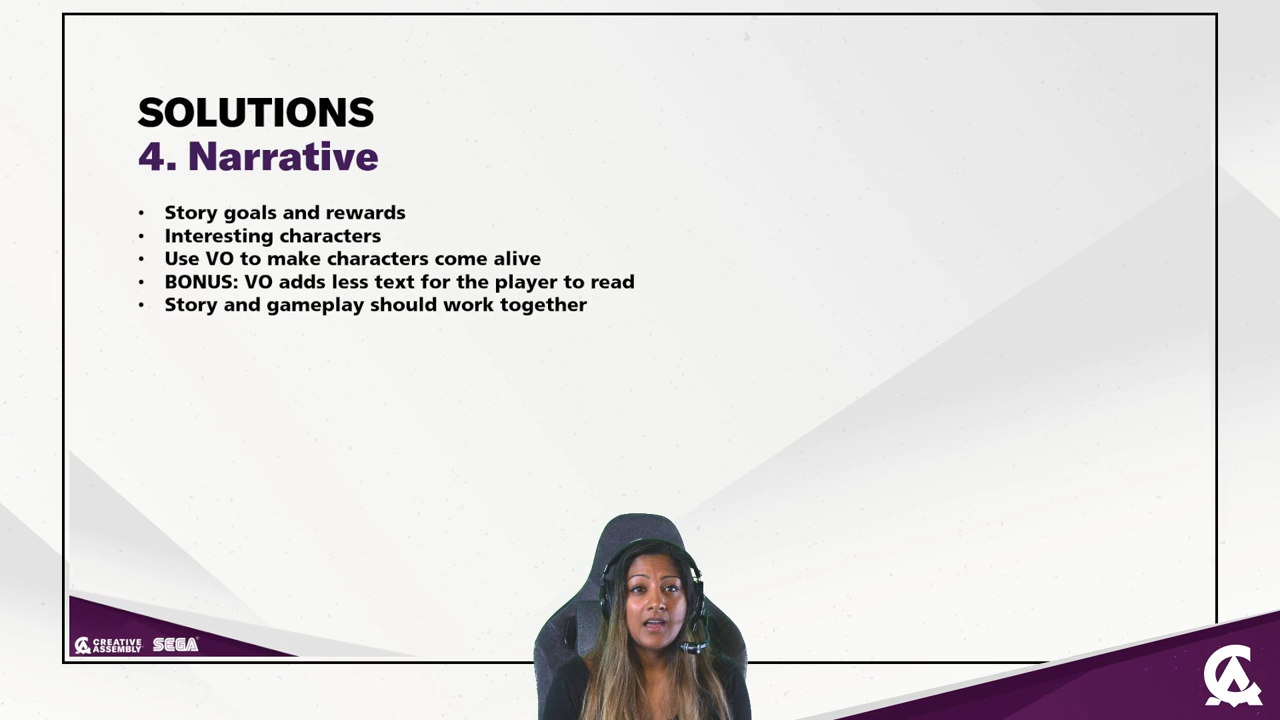 SOLUTIONS
4. Narrative
• Story goals and rewards
• Interesting characters
• Use VO to make characters come alive
• BONUS: VO adds less text for the player to read
• Story and gameplay should work together
CREATIVE
ASSEMBLY
SEGA